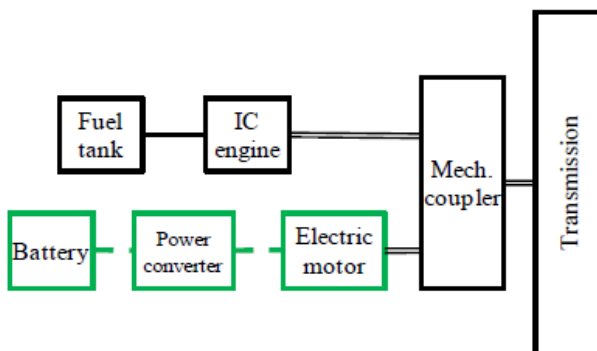 Fuel
tank
IC
engine
Mech.
coupler
Transmission
Battery
Power
converter
Electric
motor